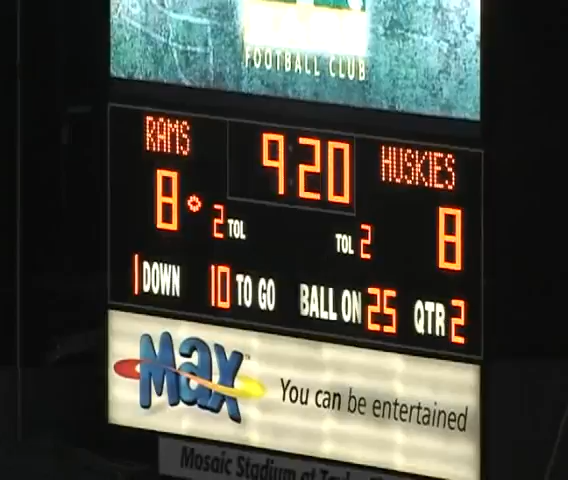 FOOTBALL CLUB
RAMS 9:20 HUSKIES
8 2 TOL TOL 2 8
1 DOWN 10 TO GO BALL ON 25 QTR 2
Max You can be entertained
Mosaic Stadium at